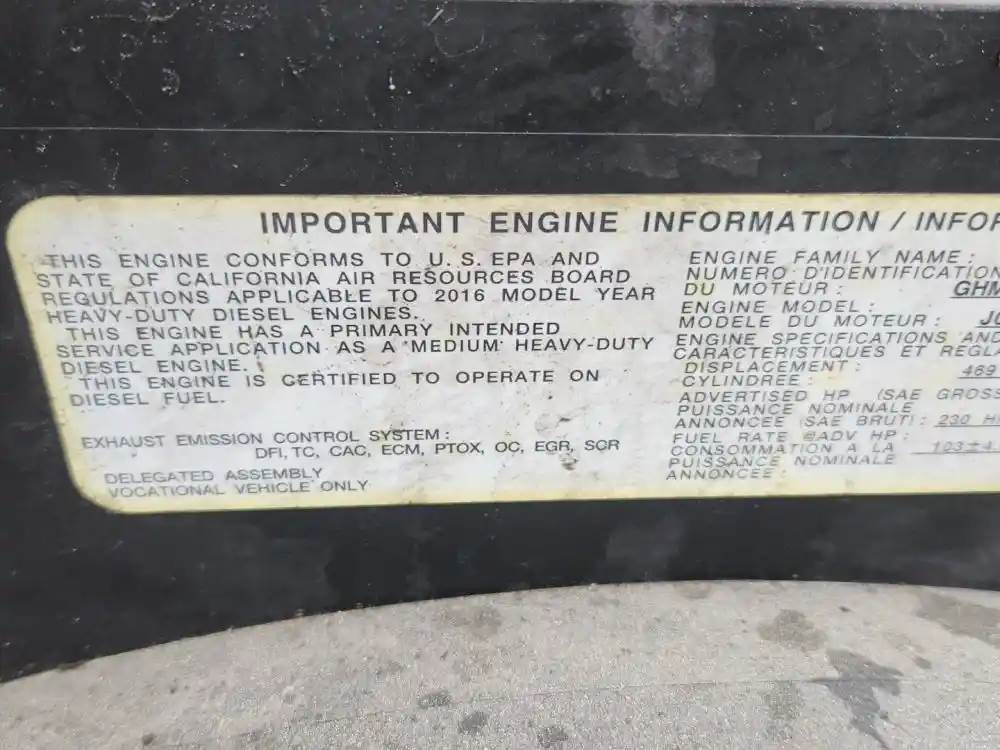 IMPORTANT ENGINE INFORMATION / INFOR
THIS ENGINE CONFORMS TO U.S. EPA AND
STATE OF CALIFORNIA AIR RESOURCES BOARD
REGULATIONS APPLICABLE TO 2016 MODEL YEAR
HEAVY-DUTY DIESEL ENGINES.
THIS ENGINE HAS A PRIMARY INTENDED
SERVICE APPLICATION AS A "MEDIUM" HEAVY-DUTY
DIESEL ENGINE.
THIS ENGINE IS CERTIFIED TO OPERATE ON
DIESEL FUEL.
EXHAUST EMISSION CONTROL SYSTEM:
DFI, TC, CAC, ECM, PTOX, OC, EGR, SCR
DELEGATED ASSEMBLY
VOCATIONAL VEHICLE ONLY
ENGINE FAMILY NAME:
NUMERO D'IDENTIFICATION
DU MOTEUR: GHM
ENGINE MODEL:
MODELE DU MOTEUR:
ENGINE SPECIFICATIONS AND
CARACTERISTIQUES ET REGLA
DISPLACEMENT:
CYLINDREE: 469
ADVERTISED HP (SAE GROSS
PUISSANCE NOMINALE
ANNONCEE (SAE BRUT): 230 H
FUEL RATE @ADV HP:
CONSOMMATION A LA 103±4.
PUISSANCE NOMINALE
ANNONCEE: